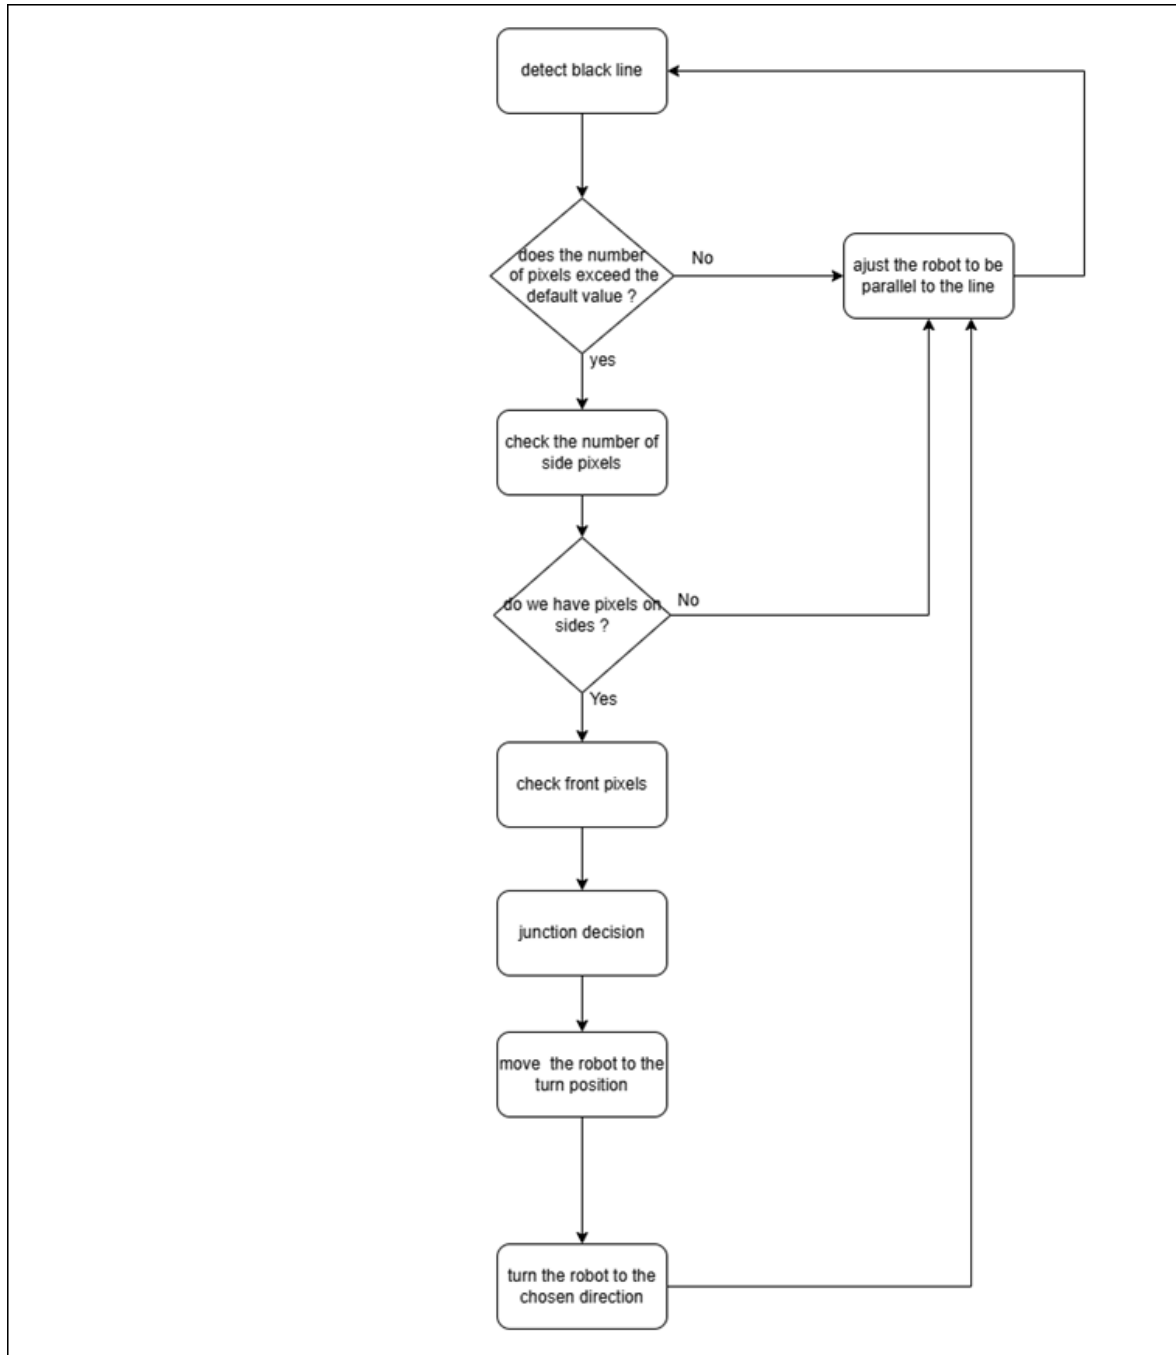 detect black line
does the number
of pixels exceed the
default value ?
No
ajust the robot to be
parallel to the line
yes
check the number of
side pixels
do we have pixels on
sides ?
No
Yes
check front pixels
junction decision
move  the robot to the
turn position
turn the robot to the
chosen direction